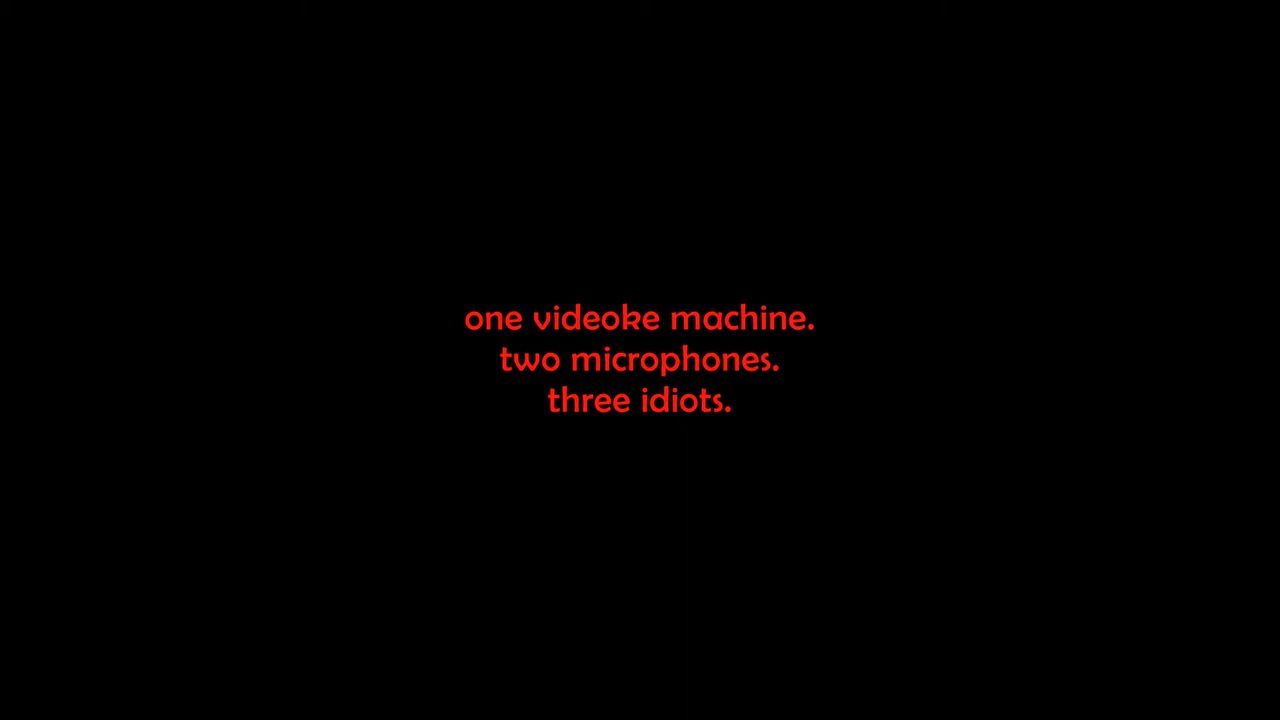 one videoke machine.
two microphones.
three idiots.